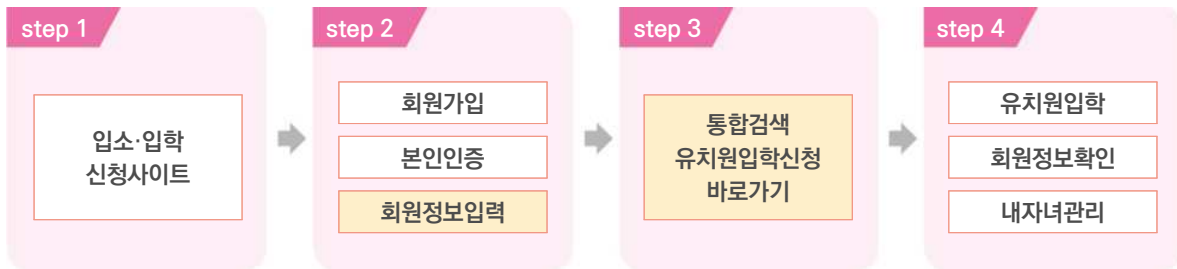 step 1
입소·입학
신청사이트
step 2
회원가입
본인인증
회원정보입력
step 3
통합검색
유치원입학신청
바로가기
step 4
유치원입학
회원정보확인
내자녀관리